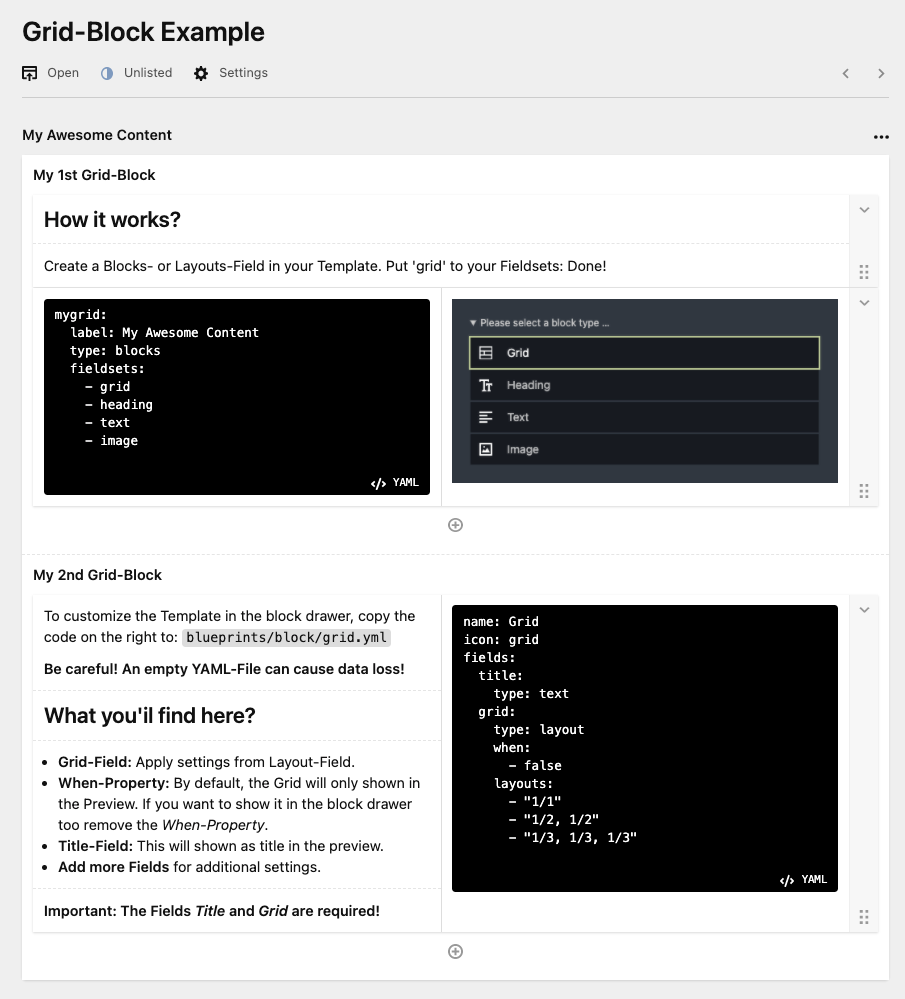 Grid-Block Example
Open Unlisted Settings
My Awesome Content
My 1st Grid-Block
How it works?
Create a Blocks- or Layouts-Field in your Template. Put 'grid' to your Fieldsets: Done!
mygrid:
  label: My Awesome Content
  type: blocks
  fieldsets:
    - grid
    - heading
    - text
    - image
</> YAML
▼ Please select a block type ...
Grid
Heading
Text
Image
My 2nd Grid-Block
To customize the Template in the block drawer, copy the
code on the right to: blueprints/block/grid.yml
Be careful! An empty YAML-File can cause data loss!
What you'il find here?
• Grid-Field: Apply settings from Layout-Field.
• When-Property: By default, the Grid will only shown in
the Preview. If you want to show it in the block drawer
too remove the When-Property.
• Title-Field: This will shown as title in the preview.
• Add more Fields for additional settings.
Important: The Fields Title and Grid are required!
name: Grid
icon: grid
fields:
  title:
    type: text
  grid:
    type: layout
    when:
      - false
    layouts:
      - "1/1"
      - "1/2, 1/2"
      - "1/3, 1/3, 1/3"
</> YAML